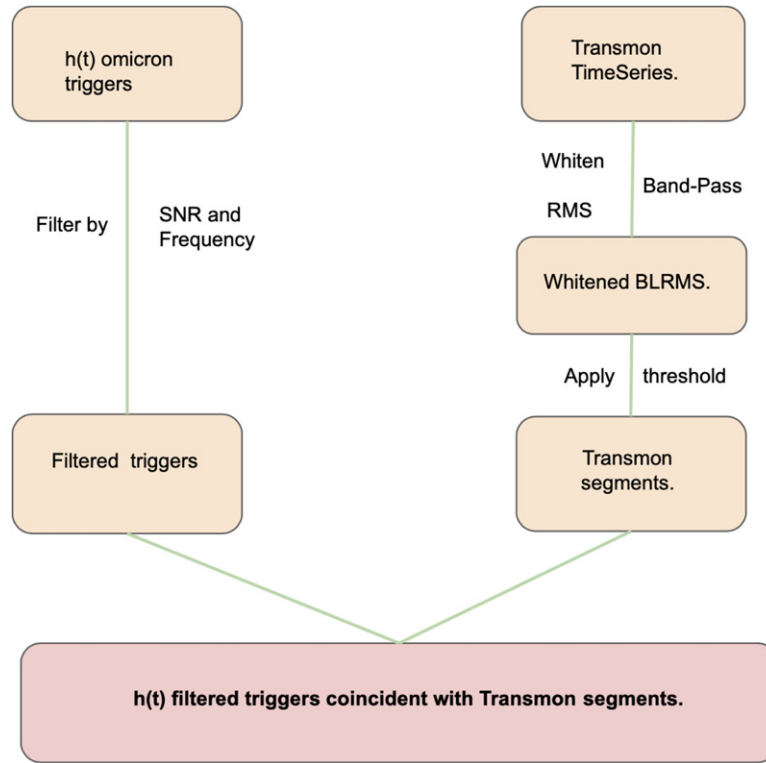 h(t) omicron
triggers
Transmon
TimeSeries.
Whiten
Band-Pass
RMS
Filter by
SNR and
Frequency
Whitened BLRMS.
Apply threshold
Filtered triggers
Transmon
segments.
h(t) filtered triggers coincident with Transmon segments.